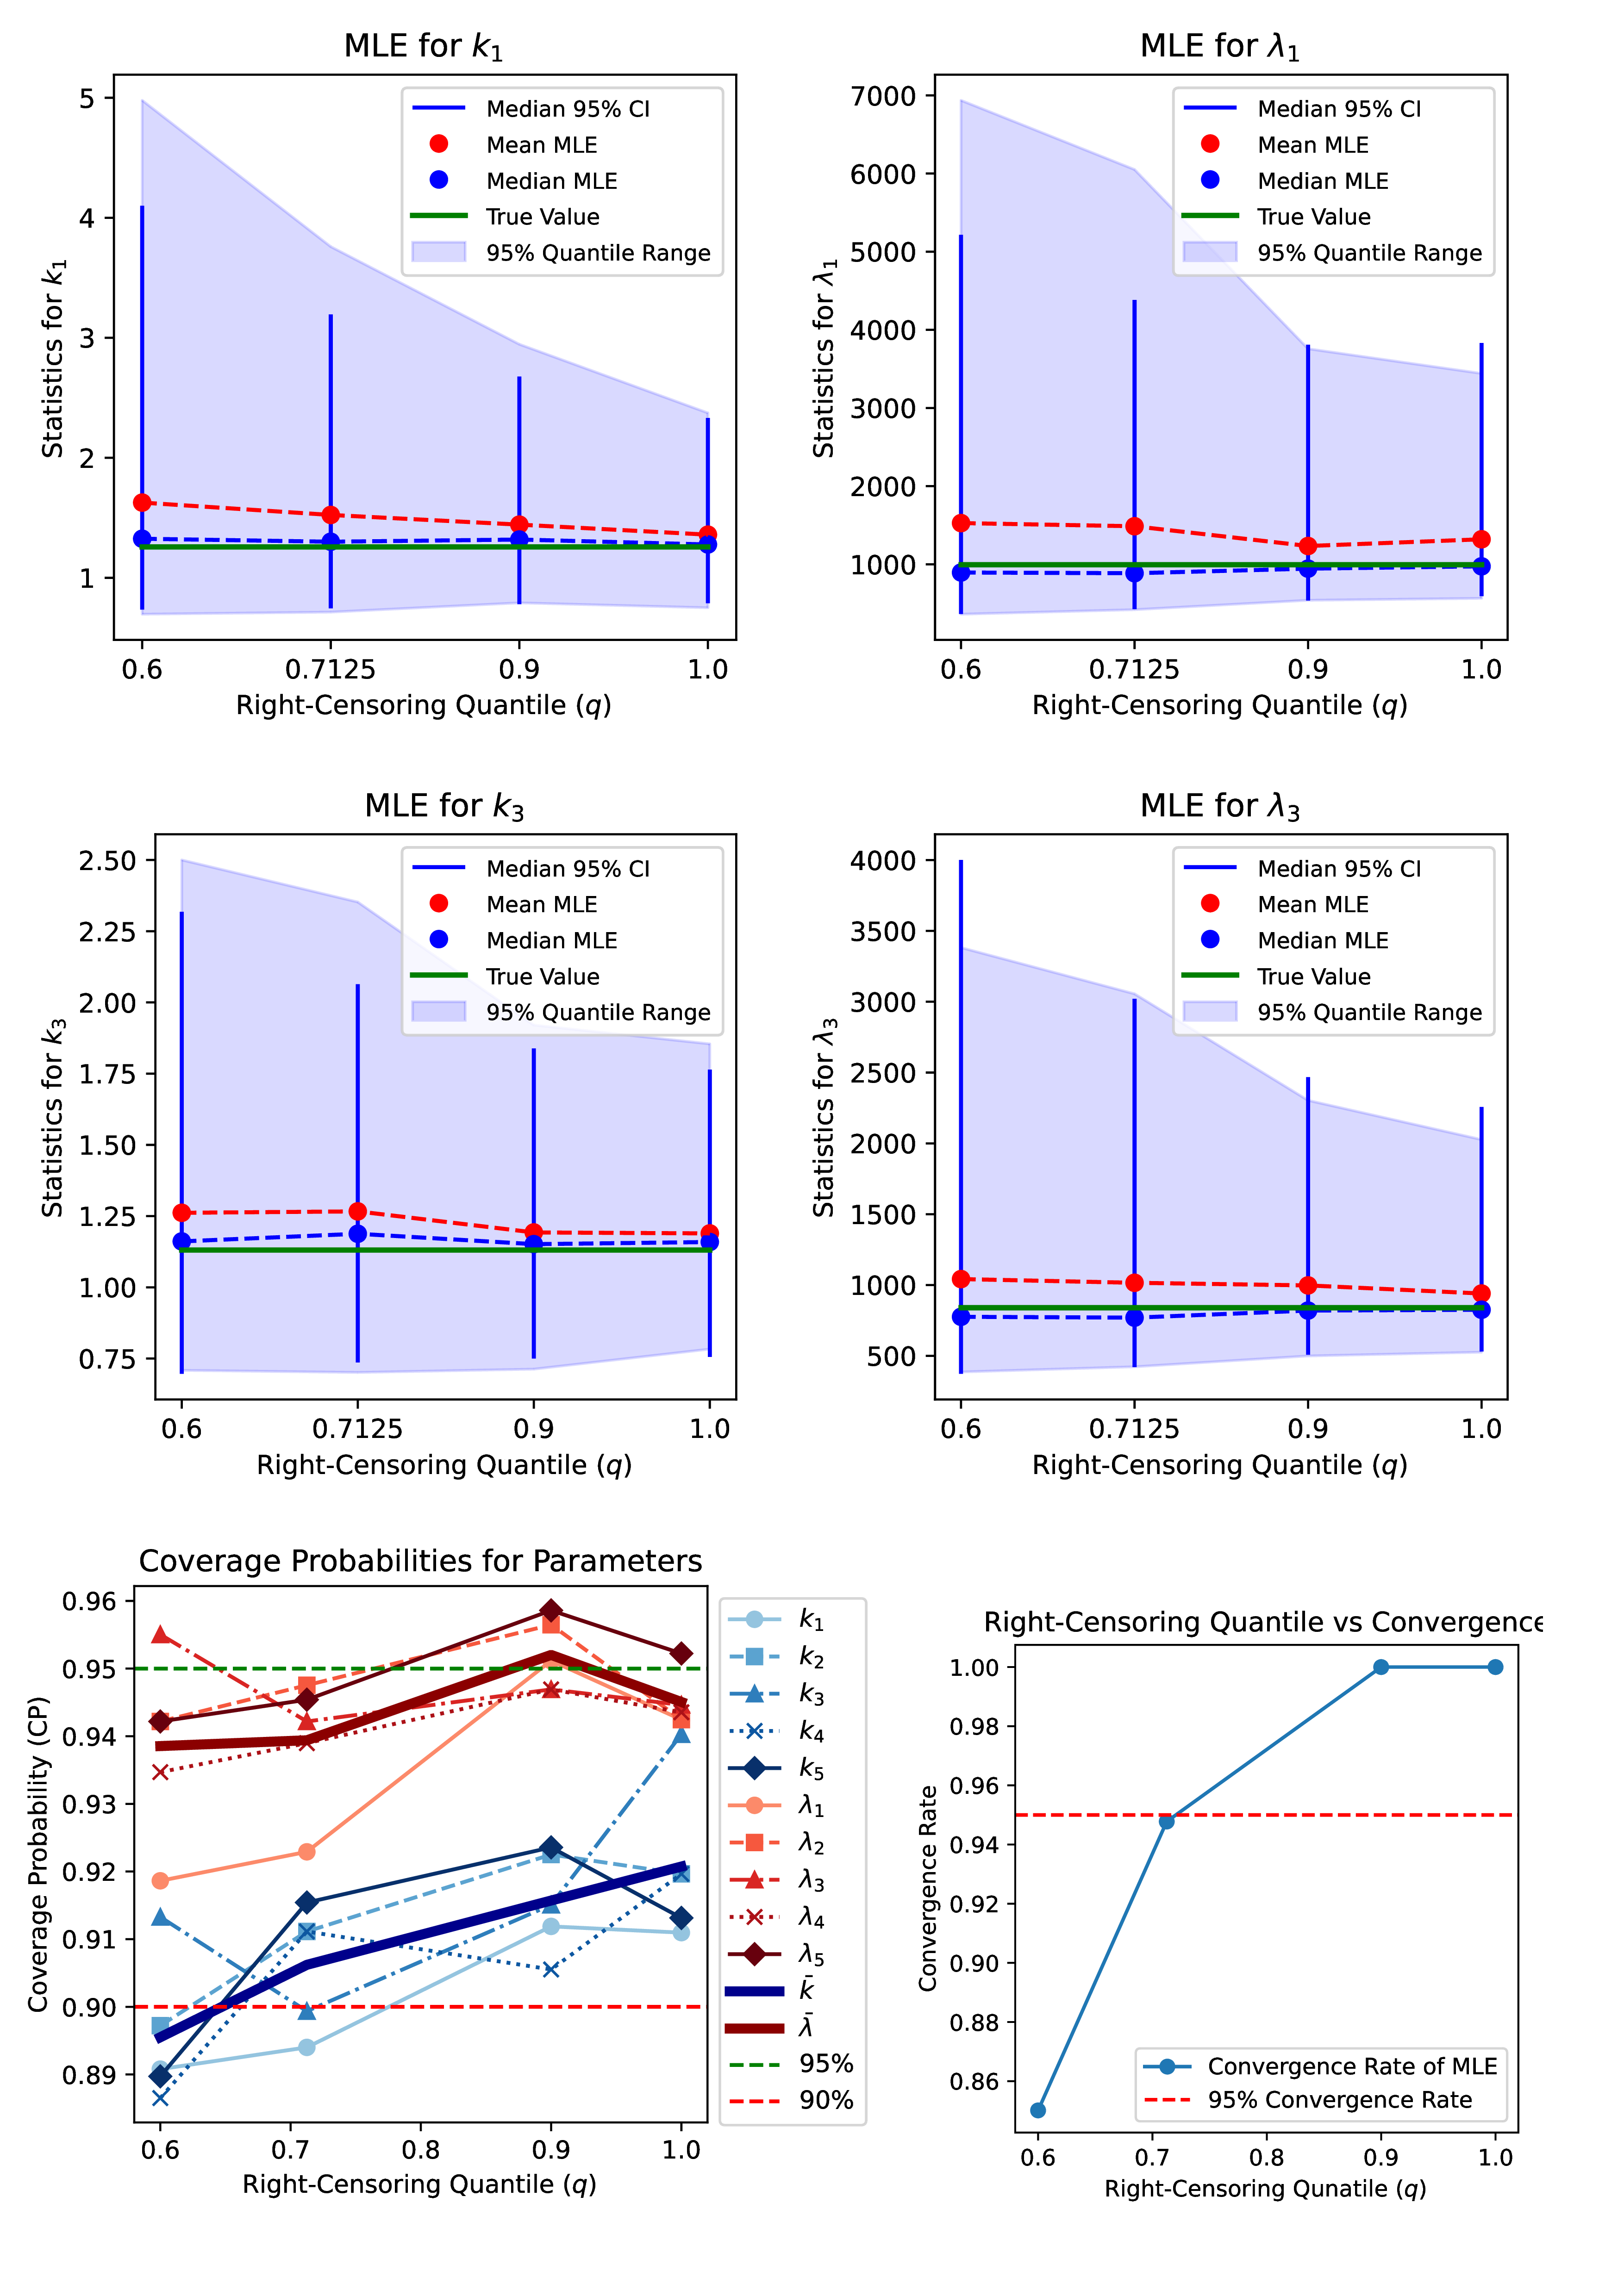 MLE for k₁
5
4
3
2
1
Statistics for k₁
Median 95% CI
Mean MLE
Median MLE
True Value
95% Quantile Range
0.6 0.7125 0.9 1.0
Right-Censoring Quantile (q)
MLE for λ₁
7000
6000
5000
4000
3000
2000
1000
Statistics for λ₁
Median 95% CI
Mean MLE
Median MLE
True Value
95% Quantile Range
0.6 0.7125 0.9 1.0
Right-Censoring Quantile (q)
MLE for k₃
2.50
2.25
2.00
1.75
1.50
1.25
1.00
0.75
Statistics for k₃
Median 95% CI
Mean MLE
Median MLE
True Value
95% Quantile Range
0.6 0.7125 0.9 1.0
Right-Censoring Quantile (q)
MLE for λ₃
4000
3500
3000
2500
2000
1500
1000
500
Statistics for λ₃
Median 95% CI
Mean MLE
Median MLE
True Value
95% Quantile Range
0.6 0.7125 0.9 1.0
Right-Censoring Quantile (q)
Coverage Probabilities for Parameters
0.96
0.95
0.94
0.93
0.92
0.91
0.90
0.89
Coverage Probability (CP)
0.6 0.7 0.8 0.9 1.0
Right-Censoring Quantile (q)
k₁
k₂
k₃
k₄
k₅
λ₁
λ₂
λ₃
λ₄
λ₅
k̄
λ̄
95%
90%
Right-Censoring Quantile vs Convergence
1.00
0.98
0.96
0.94
0.92
0.90
0.88
0.86
Convergence Rate
Convergence Rate of MLE
95% Convergence Rate
0.6 0.7 0.8 0.9 1.0
Right-Censoring Qunatile (q)